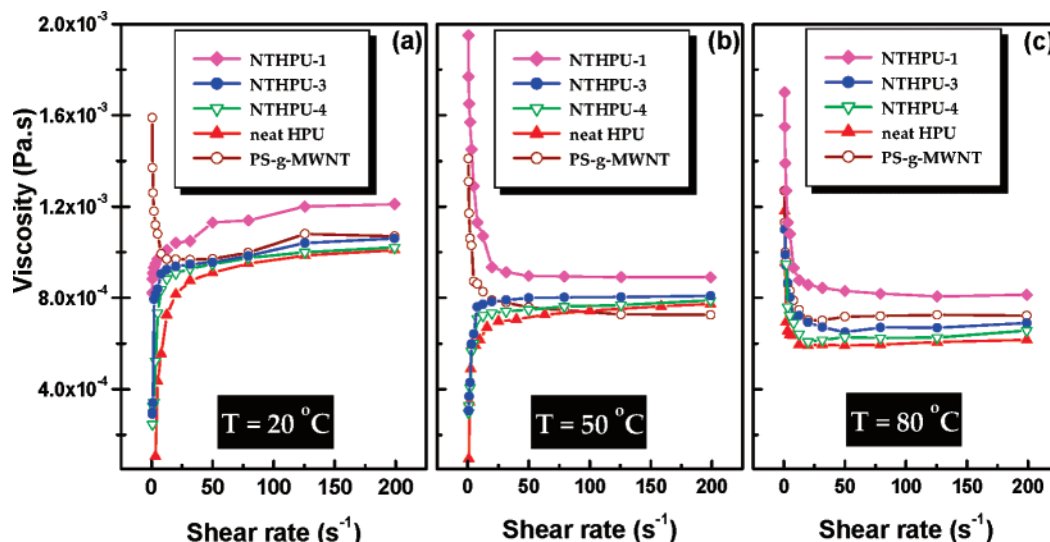 (a)
NTHPU-1
NTHPU-3
NTHPU-4
neat HPU
PS-g-MWNT
(b)
NTHPU-1
NTHPU-3
NTHPU-4
neat HPU
PS-g-MWNT
(c)
NTHPU-1
NTHPU-3
NTHPU-4
neat HPU
PS-g-MWNT
Viscosity (Pa.s)
2.0x10⁻³
1.6x10⁻³
1.2x10⁻³
8.0x10⁻⁴
4.0x10⁻⁴
T = 20 °C
T = 50 °C
T = 80 °C
0 50 100 150 200
0 50 100 150 200
0 50 100 150 200
Shear rate (s⁻¹)
Shear rate (s⁻¹)
Shear rate (s⁻¹)